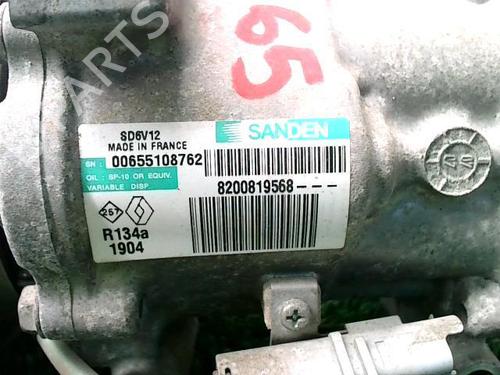 65
SD6V12
MADE IN FRANCE
SANDEN
SN : 00655108762
OIL : SP-10 OR EQUIV.
VARIABLE DISP.
8200819568---
257
R134a
1904
B-PARTS